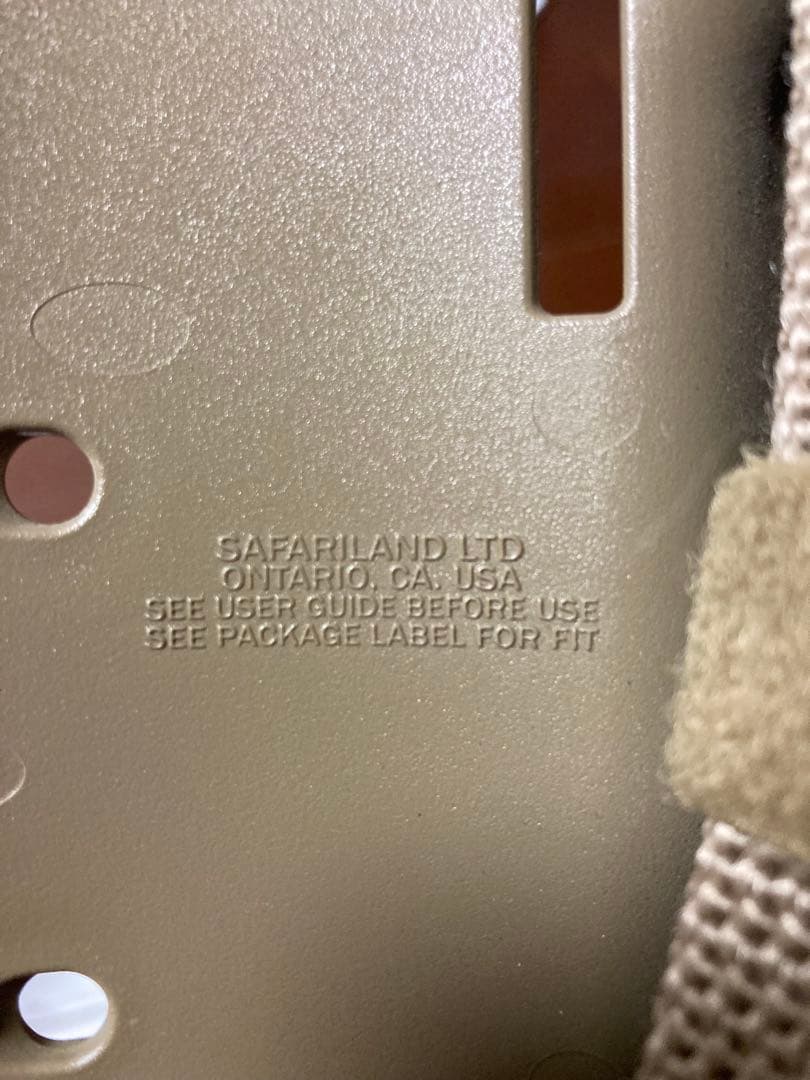 SAFARILAND LTD
ONTARIO, CA. USA
SEE USER GUIDE BEFORE USE
SEE PACKAGE LABEL FOR FIT